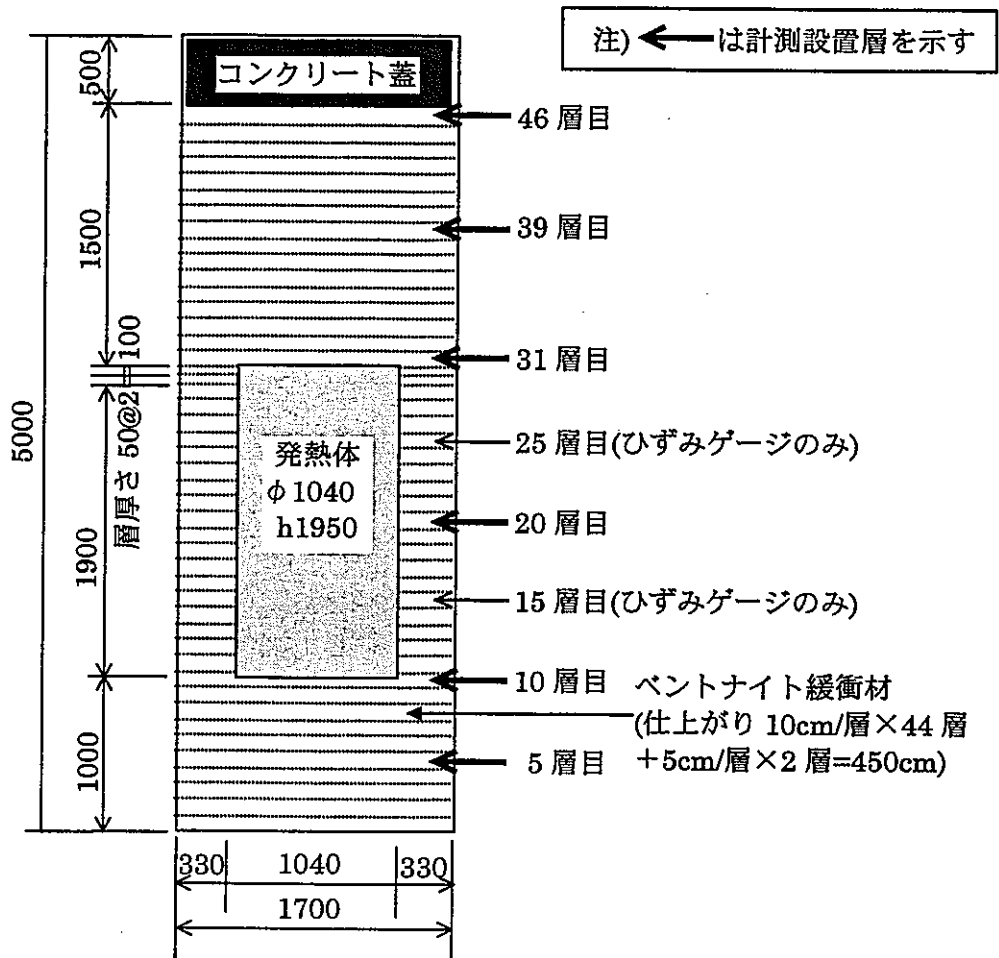 注) は計測設置層を示す
コンクリート蓋
500
46 層目
39 層目
1500
100
31 層目
5000
層厚さ 50@2
25 層目(ひずみゲージのみ)
発熱体
φ1040
h1950
20 層目
1900
15 層目(ひずみゲージのみ)
10 層目
ベントナイト緩衝材
(仕上がり 10cm/層×44 層
+5cm/層×2 層=450cm)
5 層目
1000
330
1040
330
1700